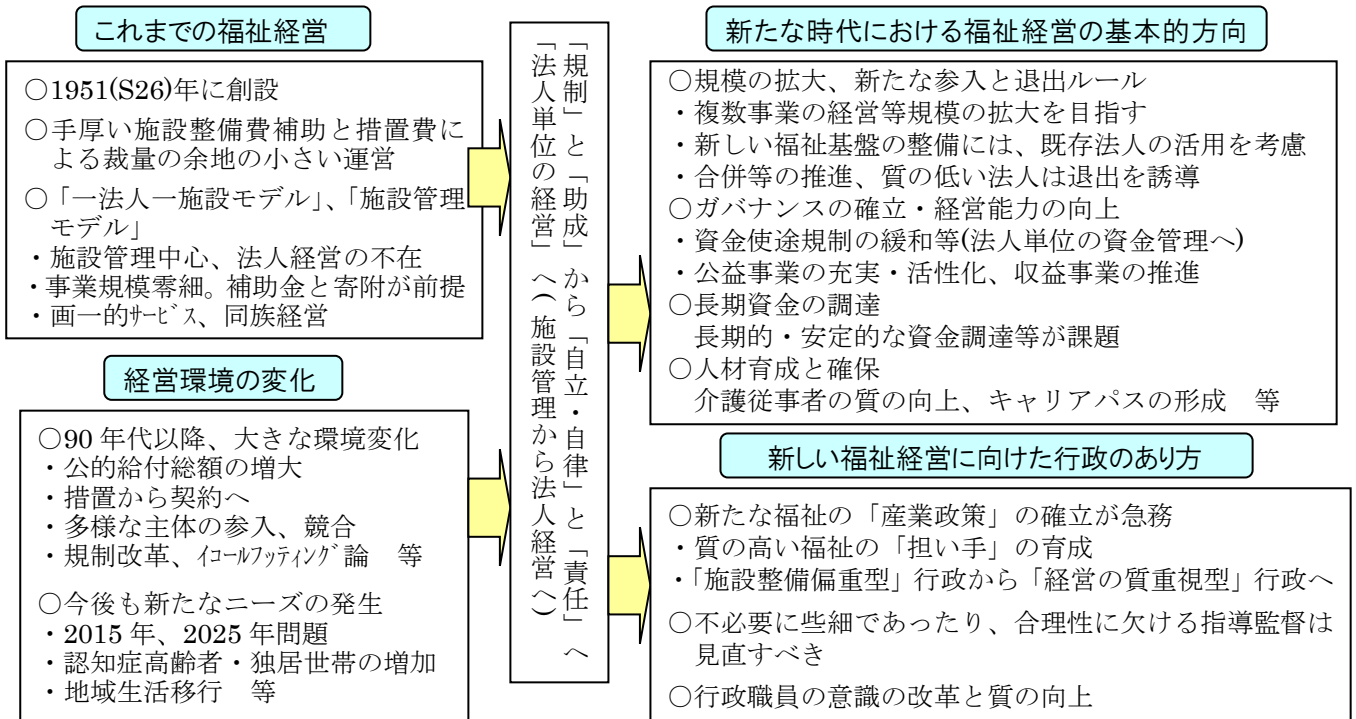 これまでの福祉経営
○1951(S26)年に創設
○手厚い施設整備費補助と措置費に
よる裁量の余地の小さい運営
○「一法人一施設モデル」、「施設管理
モデル」
・施設管理中心、法人経営の不在
・事業規模零細。補助金と寄附が前提
・画一的ｻｰﾋﾞｽ、同族経営
経営環境の変化
○90年代以降、大きな環境変化
・公的給付総額の増大
・措置から契約へ
・多様な主体の参入、競合
・規制改革、ｲｺｰﾙﾌｯﾃｨﾝｸﾞ論　等
○今後も新たなニーズの発生
・2015年、2025年問題
・認知症高齢者・独居世帯の増加
・地域生活移行　等
「規制」と「助成」から「自立・自律」と「責任」へ
「法人単位の経営」へ(施設管理から法人経営へ)
新たな時代における福祉経営の基本的方向
○規模の拡大、新たな参入と退出ルール
・複数事業の経営等規模の拡大を目指す
・新しい福祉基盤の整備には、既存法人の活用を考慮
・合併等の推進、質の低い法人は退出を誘導
○ガバナンスの確立・経営能力の向上
・資金使途規制の緩和等(法人単位の資金管理へ)
・公益事業の充実・活性化、収益事業の推進
○長期資金の調達
長期的・安定的な資金調達等が課題
○人材育成と確保
介護従事者の質の向上、キャリアパスの形成　等
新しい福祉経営に向けた行政のあり方
○新たな福祉の「産業政策」の確立が急務
・質の高い福祉の「担い手」の育成
・「施設整備偏重型」行政から「経営の質重視型」行政へ
○不必要に些細であったり、合理性に欠ける指導監督は
見直すべき
○行政職員の意識の改革と質の向上